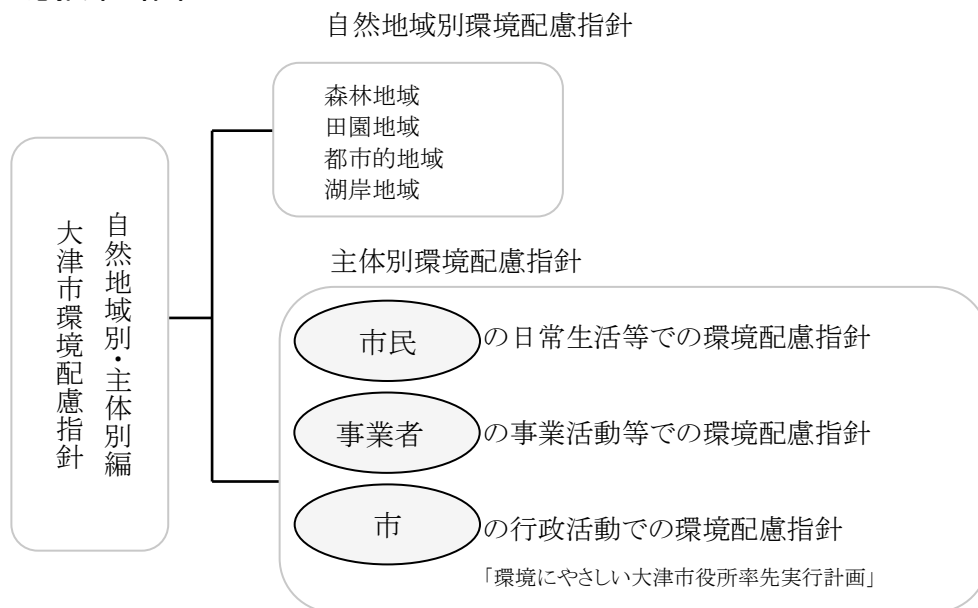 自然地域別環境配慮指針
森林地域
田園地域
都市的地域
湖岸地域
自然地域別・主体別編
大津市環境配慮指針
主体別環境配慮指針
市民の日常生活等での環境配慮指針
事業者の事業活動等での環境配慮指針
市の行政活動での環境配慮指針
「環境にやさしい大津市役所率先実行計画」